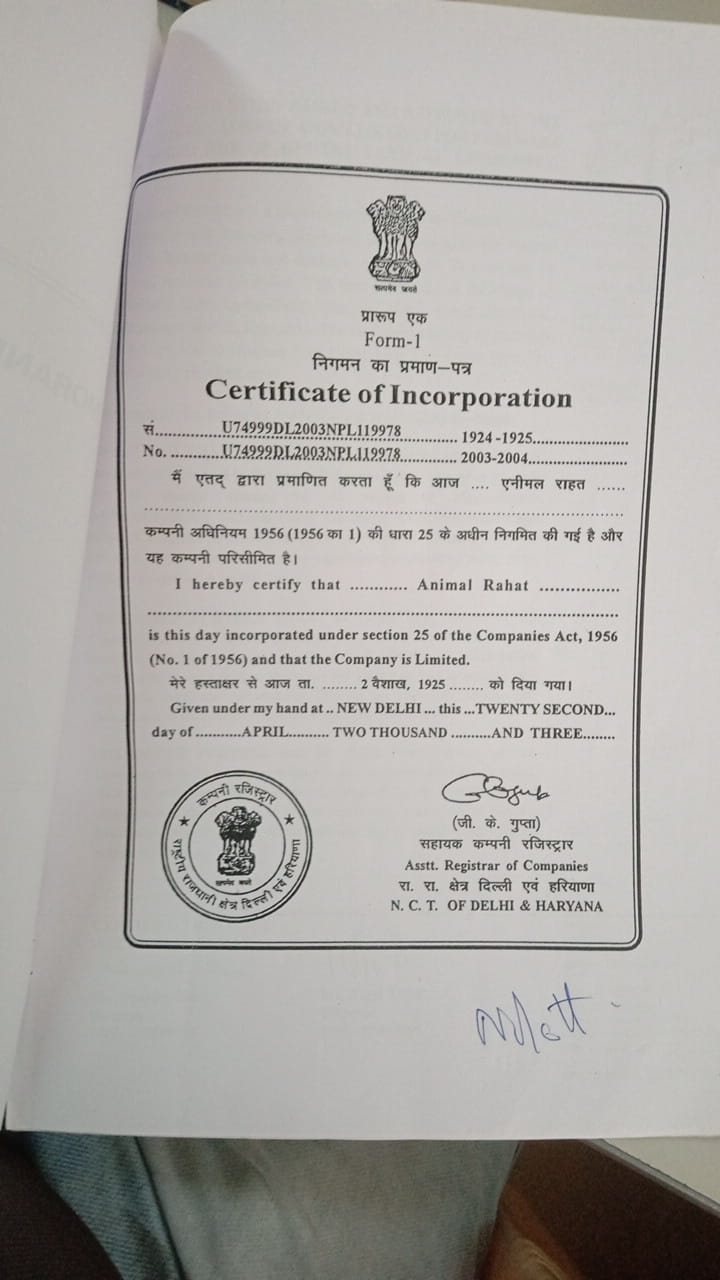 सत्यमेव जयते
प्रारूप एक
Form-1
निगमन का प्रमाण-पत्र
Certificate of Incorporation
सं............... U74999DL2003NPL119978 ............... 1924 -1925......................
No. ............ U74999DL2003NPL119978 ............... 2003-2004......................
मैं एतद् द्वारा प्रमाणित करता हूँ कि आज .... एनीमल राहत ......
कम्पनी अधिनियम 1956 (1956 का 1) की धारा 25 के अधीन निगमित की गई है और
यह कम्पनी परिसीमित है।
I hereby certify that ............ Animal Rahat ................
is this day incorporated under section 25 of the Companies Act, 1956
(No. 1 of 1956) and that the Company is Limited.
मेरे हस्ताक्षर से आज ता. ........ 2 वैशाख, 1925 ........ को दिया गया।
Given under my hand at .. NEW DELHI ... this ...TWENTY SECOND...
day of ...........APRIL.......... TWO THOUSAND ..........AND THREE........
कम्पनी रजिस्ट्रार
सत्यमेव जयते
राष्ट्रीय राजधानी क्षेत्र दिल्ली एवं हरियाणा
(जी. के. गुप्ता)
सहायक कम्पनी रजिस्ट्रार
Asstt. Registrar of Companies
रा. रा. क्षेत्र दिल्ली एवं हरियाणा
N. C. T. OF DELHI & HARYANA